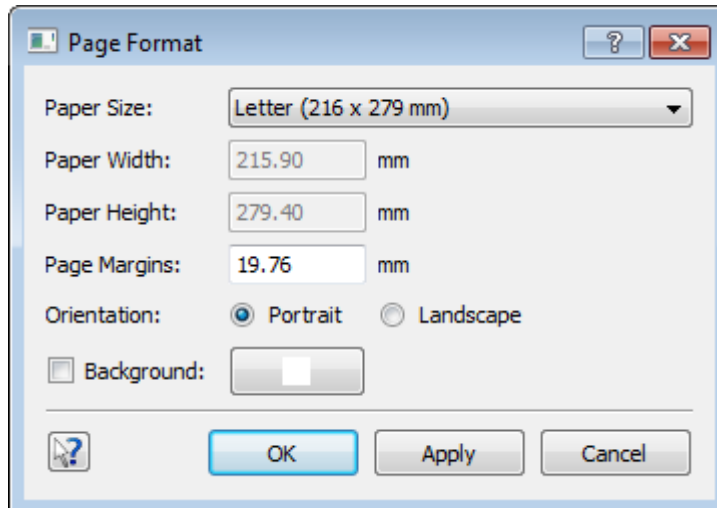 Page Format
Paper Size: Letter (216 x 279 mm)
Paper Width: 215.90 mm
Paper Height: 279.40 mm
Page Margins: 19.76 mm
Orientation: Portrait Landscape
Background:
OK Apply Cancel